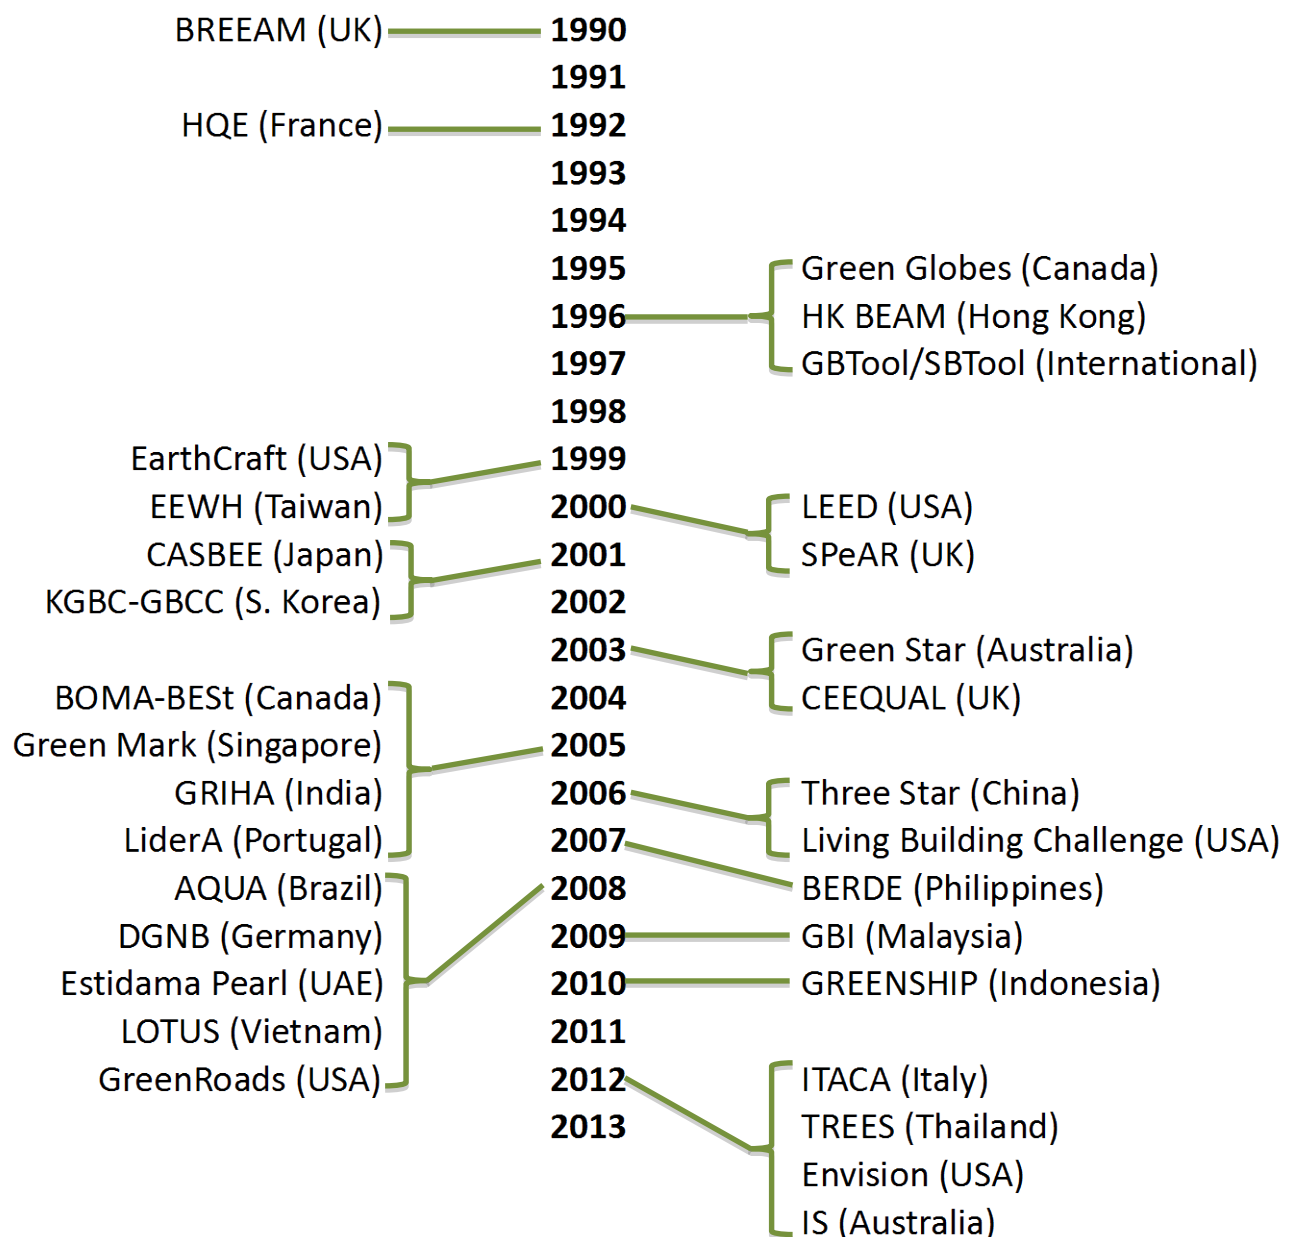 BREEAM (UK) 1990
1991
HQE (France) 1992
1993
1994
1995 Green Globes (Canada)
1996 HK BEAM (Hong Kong)
1997 GBTool/SBTool (International)
1998
EarthCraft (USA) 1999
EEWH (Taiwan) 2000 LEED (USA)
CASBEE (Japan) 2001 SPeAR (UK)
KGBC-GBCC (S. Korea) 2002
2003 Green Star (Australia)
BOMA-BESt (Canada) 2004 CEEQUAL (UK)
Green Mark (Singapore) 2005
GRIHA (India) 2006 Three Star (China)
LiderA (Portugal) 2007 Living Building Challenge (USA)
AQUA (Brazil) 2008 BERDE (Philippines)
DGNB (Germany) 2009 GBI (Malaysia)
Estidama Pearl (UAE) 2010 GREENSHIP (Indonesia)
LOTUS (Vietnam) 2011
GreenRoads (USA) 2012 ITACA (Italy)
2013 TREES (Thailand)
Envision (USA)
IS (Australia)